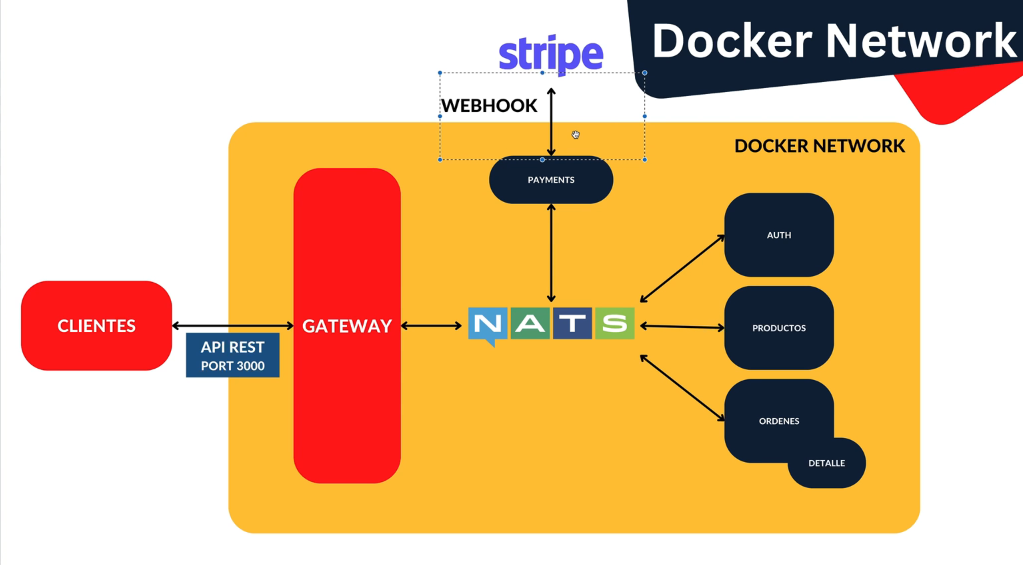 Docker Network
stripe
WEBHOOK
DOCKER NETWORK
PAYMENTS
AUTH
CLIENTES
GATEWAY
NATS
PRODUCTOS
API REST
PORT 3000
ORDENES
DETALLE